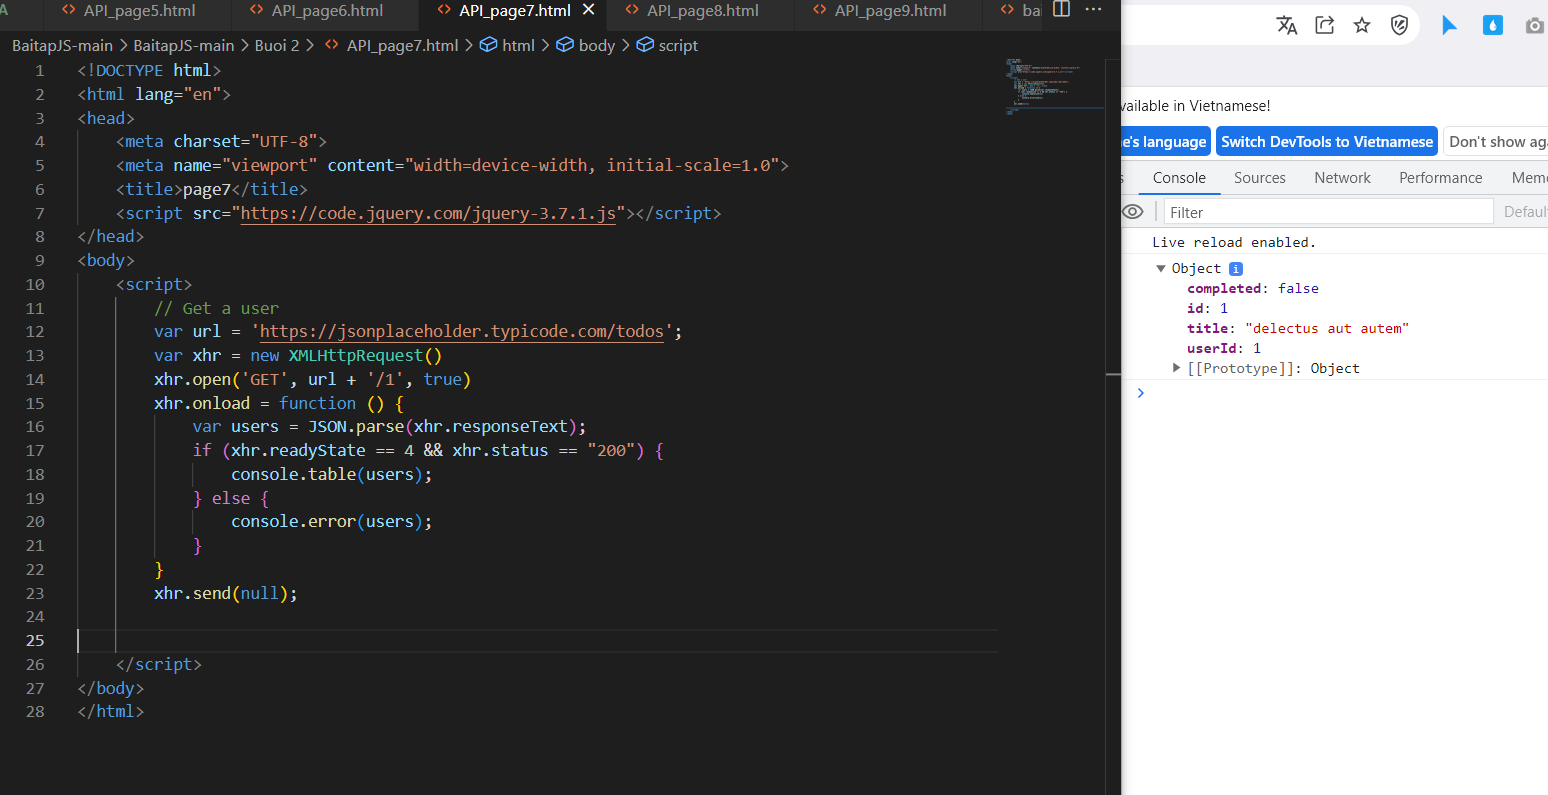 API_page5.html API_page6.html API_page7.html API_page8.html API_page9.html ba
BaitapJS-main > BaitapJS-main > Buoi 2 > API_page7.html > html > body > script
1 <!DOCTYPE html>
2 <html lang="en">
3 <head>
4 <meta charset="UTF-8">
5 <meta name="viewport" content="width=device-width, initial-scale=1.0">
6 <title>page7</title>
7 <script src="https://code.jquery.com/jquery-3.7.1.js"></script>
8 </head>
9 <body>
10 <script>
11 // Get a user
12 var url = 'https://jsonplaceholder.typicode.com/todos';
13 var xhr = new XMLHttpRequest()
14 xhr.open('GET', url + '/1', true)
15 xhr.onload = function () {
16 var users = JSON.parse(xhr.responseText);
17 if (xhr.readyState == 4 && xhr.status == "200") {
18 console.table(users);
19 } else {
20 console.error(users);
21 }
22 }
23 xhr.send(null);
24
25
26 </script>
27 </body>
28 </html>
vailable in Vietnamese!
e's language Switch DevTools to Vietnamese Don't show aga
s Console Sources Network Performance Mem
Filter Defaul
Live reload enabled.
Object i
completed: false
id: 1
title: "delectus aut autem"
userId: 1
[[Prototype]]: Object